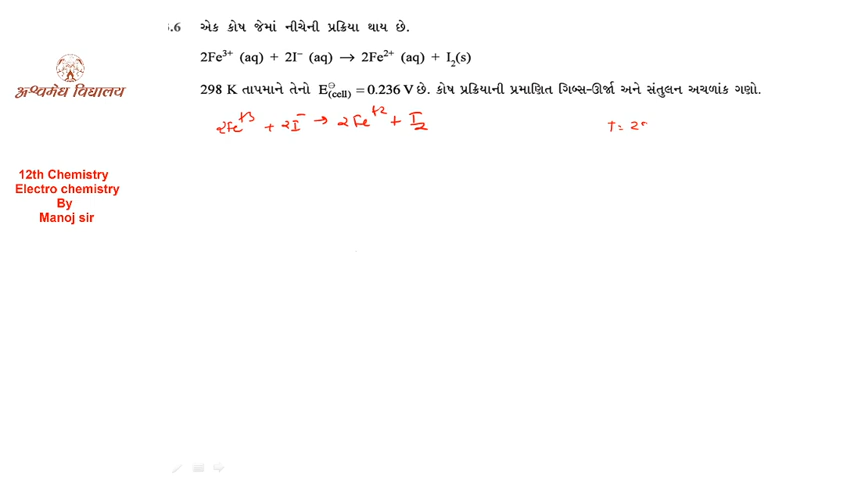 .6 એક કોષ જેમાં નીચેની પ્રક્રિયા થાય છે.
2Fe³⁺ (aq) + 2I⁻ (aq) → 2Fe²⁺ (aq) + I₂(s)
298 K તાપમાને તેનો E⊖(cell) = 0.236 V છે. કોષ પ્રક્રિયાની પ્રમાણિત ગિબ્સ-ઊર્જા અને સંતુલન અચળાંક ગણો.
अश्वमेध विद्यालय
2Fe⁺³ + 2I⁻ → 2Fe⁺² + I₂
T = 29
12th Chemistry
Electro chemistry
By
Manoj sir